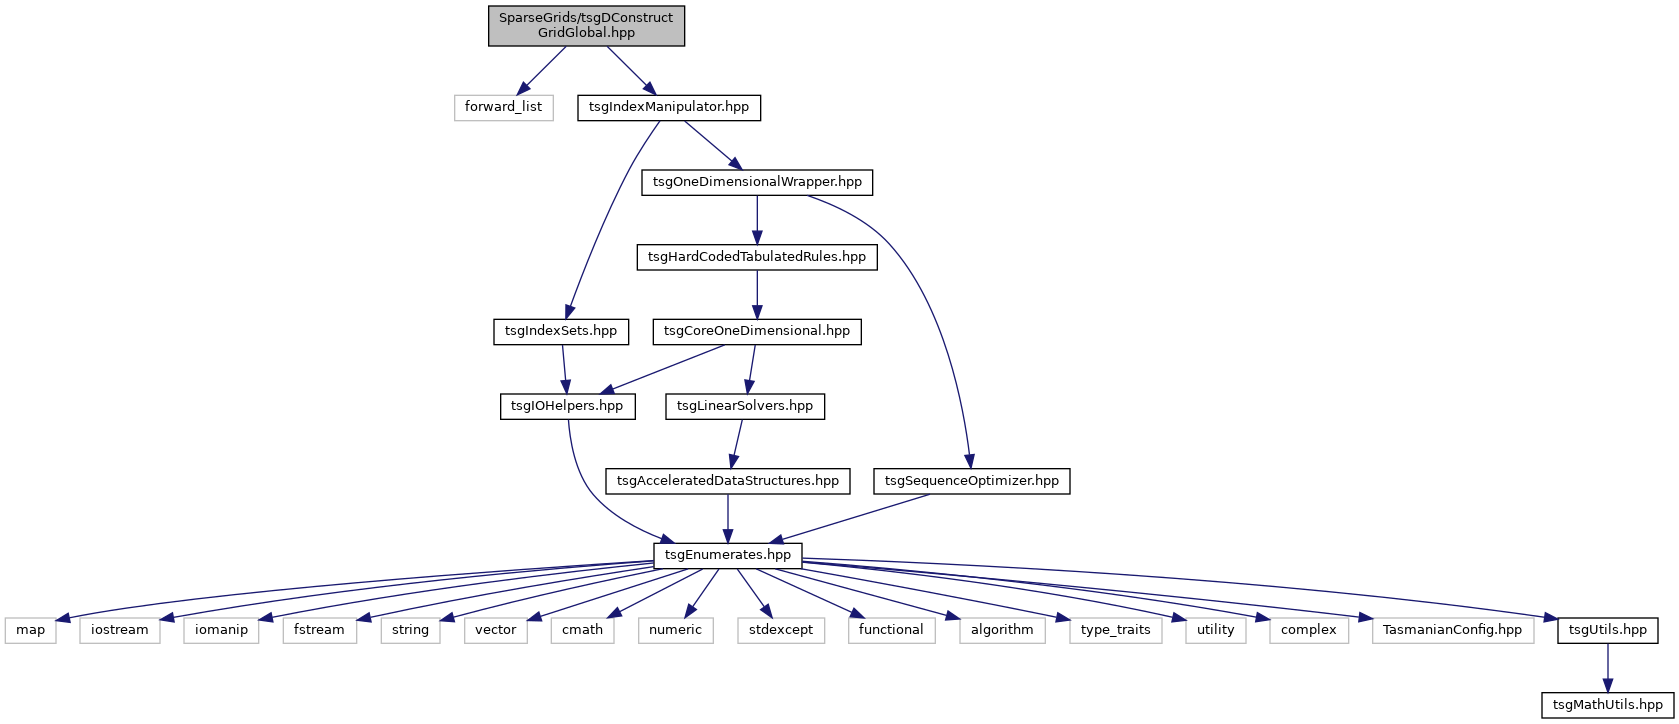 SparseGrids/tsgDConstruct
GridGlobal.hpp
forward_list
tsgIndexManipulator.hpp
tsgOneDimensionalWrapper.hpp
tsgHardCodedTabulatedRules.hpp
tsgIndexSets.hpp
tsgCoreOneDimensional.hpp
tsgIOHelpers.hpp
tsgLinearSolvers.hpp
tsgAcceleratedDataStructures.hpp
tsgSequenceOptimizer.hpp
tsgEnumerates.hpp
map
iostream
iomanip
fstream
string
vector
cmath
numeric
stdexcept
functional
algorithm
type_traits
utility
complex
TasmanianConfig.hpp
tsgUtils.hpp
tsgMathUtils.hpp